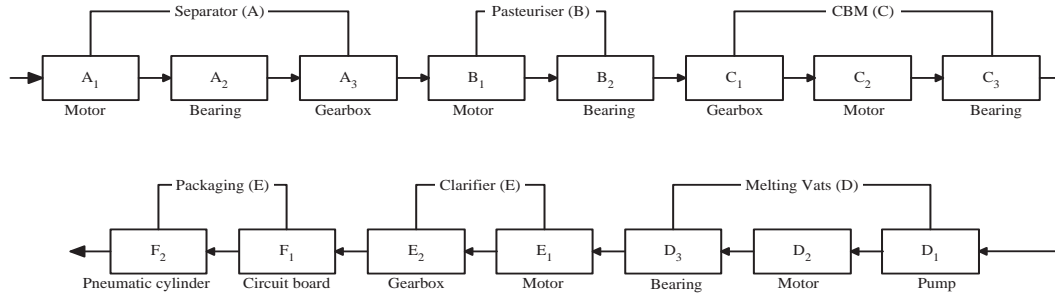 Separator (A)
Pasteuriser (B)
CBM (C)
A1
A2
A3
B1
B2
C1
C2
C3
Motor
Bearing
Gearbox
Motor
Bearing
Gearbox
Motor
Bearing
Packaging (E)
Clarifier (E)
Melting Vats (D)
F2
F1
E2
E1
D3
D2
D1
Pneumatic cylinder
Circuit board
Gearbox
Motor
Bearing
Motor
Pump